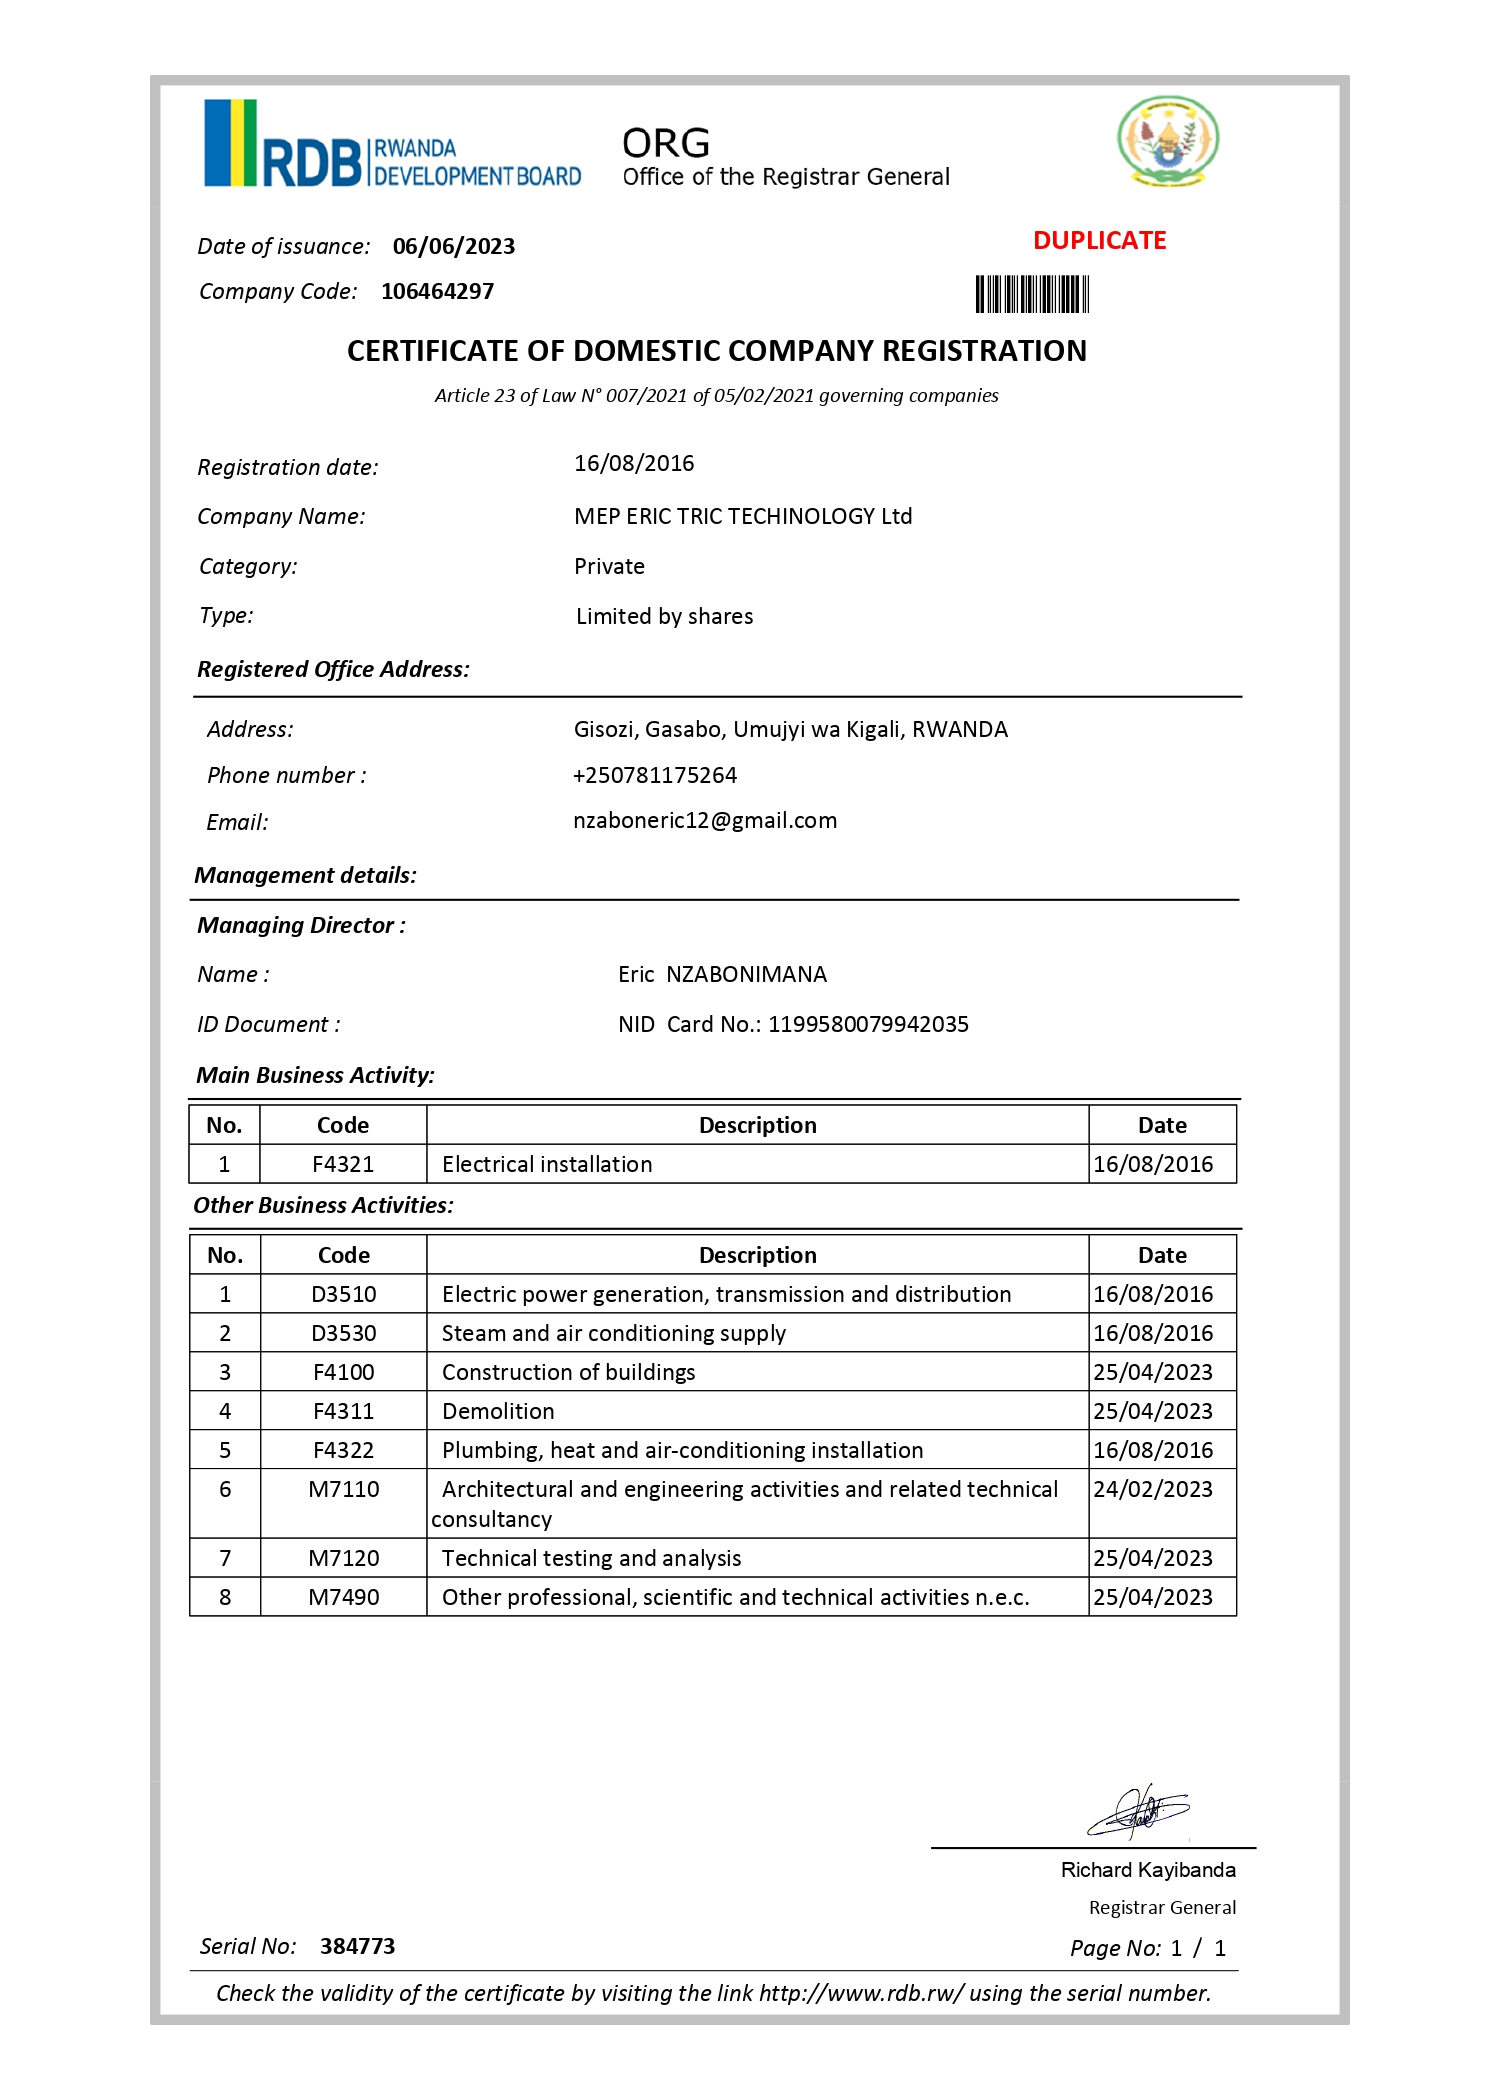 RDB RWANDA
DEVELOPMENT BOARD
ORG
Office of the Registrar General
Date of issuance: 06/06/2023
DUPLICATE
Company Code: 106464297
CERTIFICATE OF DOMESTIC COMPANY REGISTRATION
Article 23 of Law N° 007/2021 of 05/02/2021 governing companies
Registration date: 16/08/2016
Company Name: MEP ERIC TRIC TECHINOLOGY Ltd
Category: Private
Type: Limited by shares
Registered Office Address:
Address: Gisozi, Gasabo, Umujyi wa Kigali, RWANDA
Phone number : +250781175264
Email: nzaboneric12@gmail.com
Management details:
Managing Director :
Name : Eric NZABONIMANA
ID Document : NID Card No.: 1199580079942035
Main Business Activity:
No. Code Description Date
1 F4321 Electrical installation 16/08/2016
Other Business Activities:
No. Code Description Date
1 D3510 Electric power generation, transmission and distribution 16/08/2016
2 D3530 Steam and air conditioning supply 16/08/2016
3 F4100 Construction of buildings 25/04/2023
4 F4311 Demolition 25/04/2023
5 F4322 Plumbing, heat and air-conditioning installation 16/08/2016
6 M7110 Architectural and engineering activities and related technical 24/02/2023
consultancy
7 M7120 Technical testing and analysis 25/04/2023
8 M7490 Other professional, scientific and technical activities n.e.c. 25/04/2023
Richard Kayibanda
Registrar General
Serial No: 384773
Page No: 1 / 1
Check the validity of the certificate by visiting the link http://www.rdb.rw/ using the serial number.